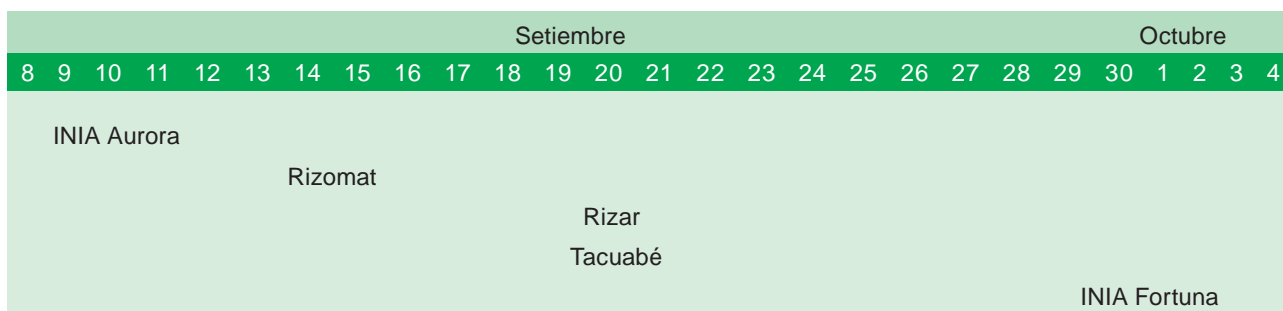 Setiembre Octubre
8 9 10 11 12 13 14 15 16 17 18 19 20 21 22 23 24 25 26 27 28 29 30 1 2 3 4
INIA Aurora
Rizomat
Rizar
Tacuabé
INIA Fortuna